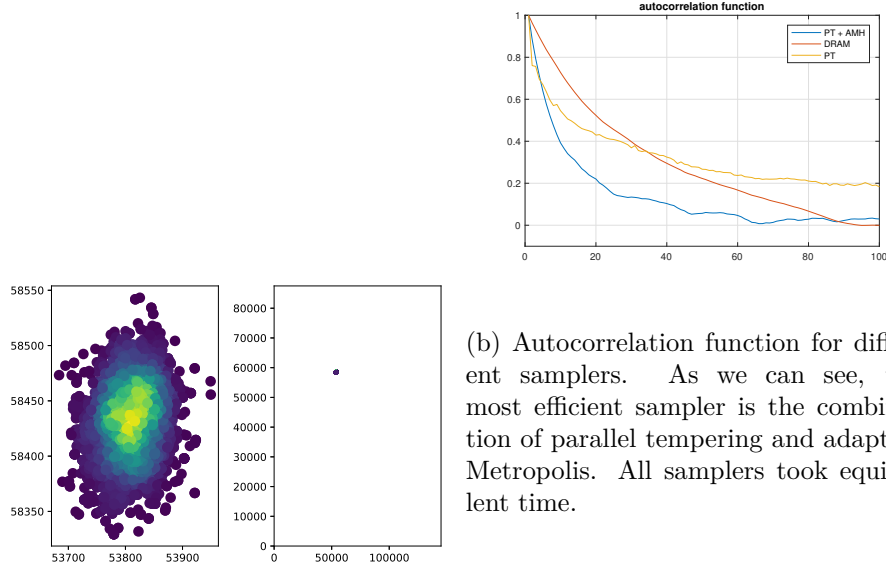 autocorrelation function
1
0.8
0.6
0.4
0.2
0
0 20 40 60 80 100
PT + AMH
DRAM
PT
58550
58500
58450
58400
58350
53700 53800 53900
80000
70000
60000
50000
40000
30000
20000
10000
0
0 50000 100000
(b) Autocorrelation function for diffe
ent samplers. As we can see,
most efficient sampler is the combi
tion of parallel tempering and adapt
Metropolis. All samplers took equi
lent time.